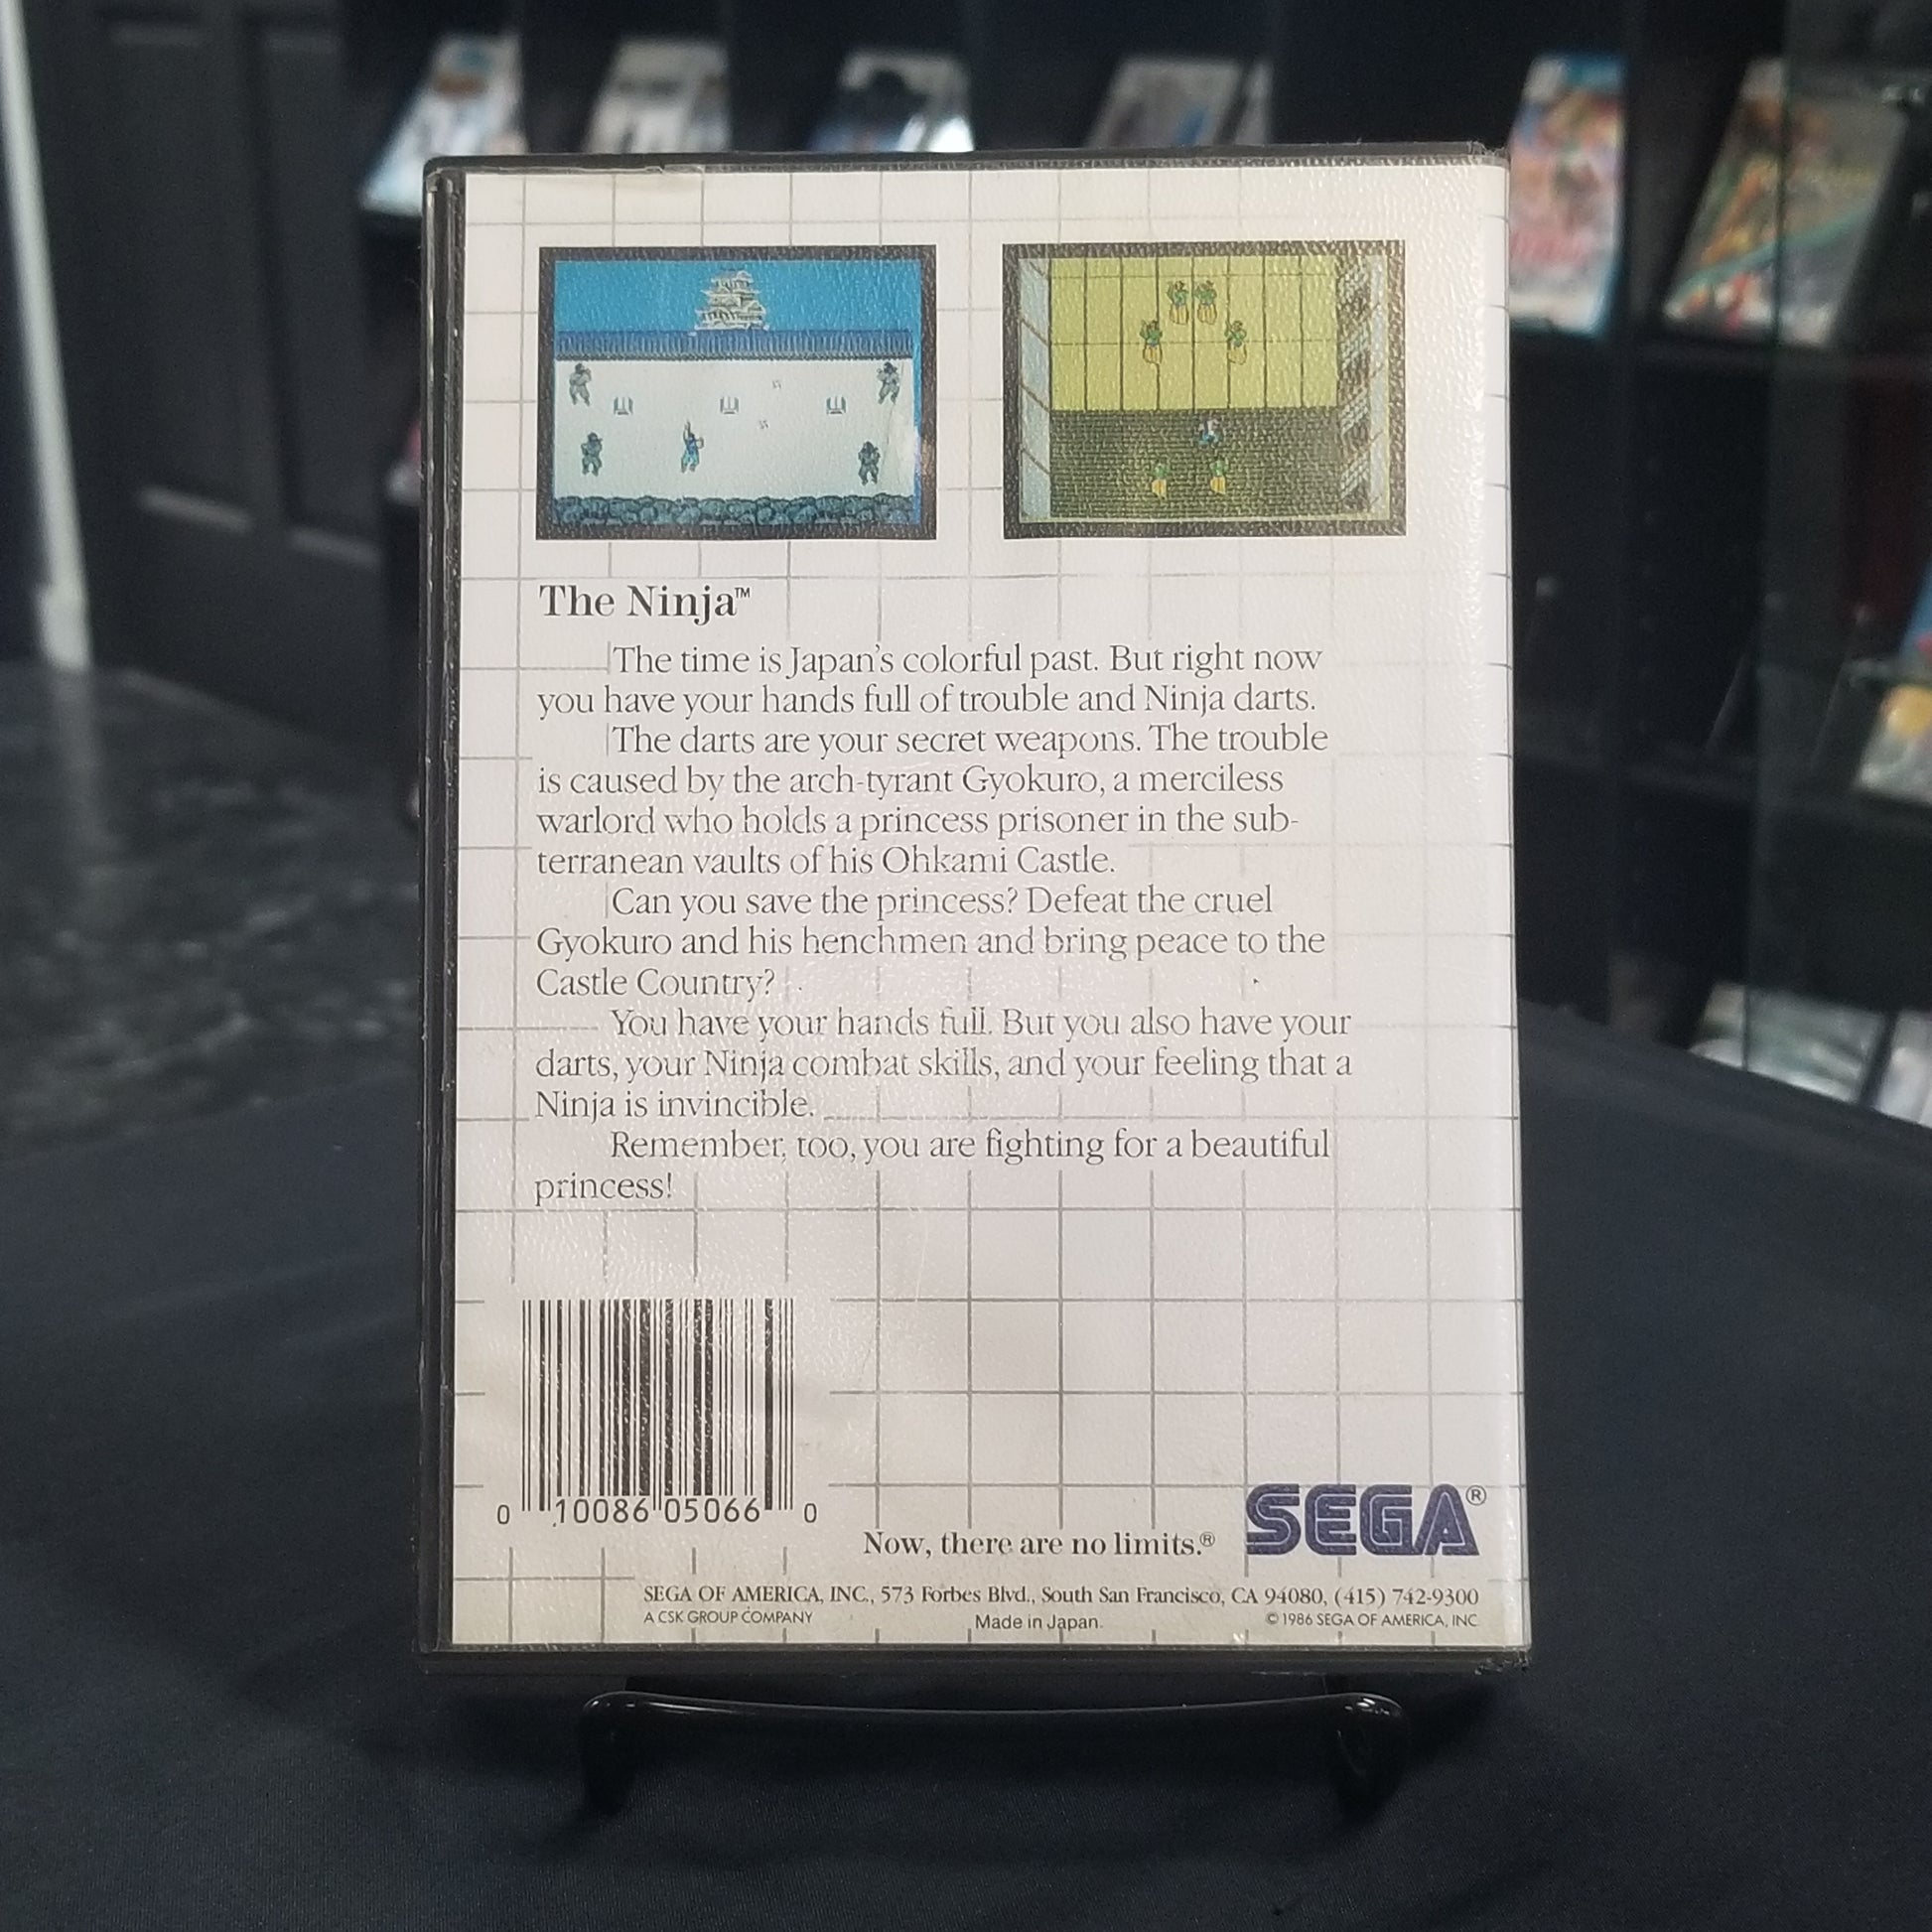 The Ninja™
The time is Japan's colorful past. But right now
you have your hands full of trouble and Ninja darts.
The darts are your secret weapons. The trouble
is caused by the arch-tyrant Gyokuro, a merciless
warlord who holds a princess prisoner in the sub-
terranean vaults of his Ohkami Castle.
Can you save the princess? Defeat the cruel
Gyokuro and his henchmen and bring peace to the
Castle Country?
You have your hands full. But you also have your
darts, your Ninja combat skills, and your feeling that a
Ninja is invincible.
Remember, too, you are fighting for a beautiful
princess!
0 10086 05066 0
Now, there are no limits.® SEGA®
SEGA OF AMERICA, INC., 573 Forbes Blvd., South San Francisco, CA 94080, (415) 742-9300
A CSK GROUP COMPANY Made in Japan. © 1986 SEGA OF AMERICA, INC.